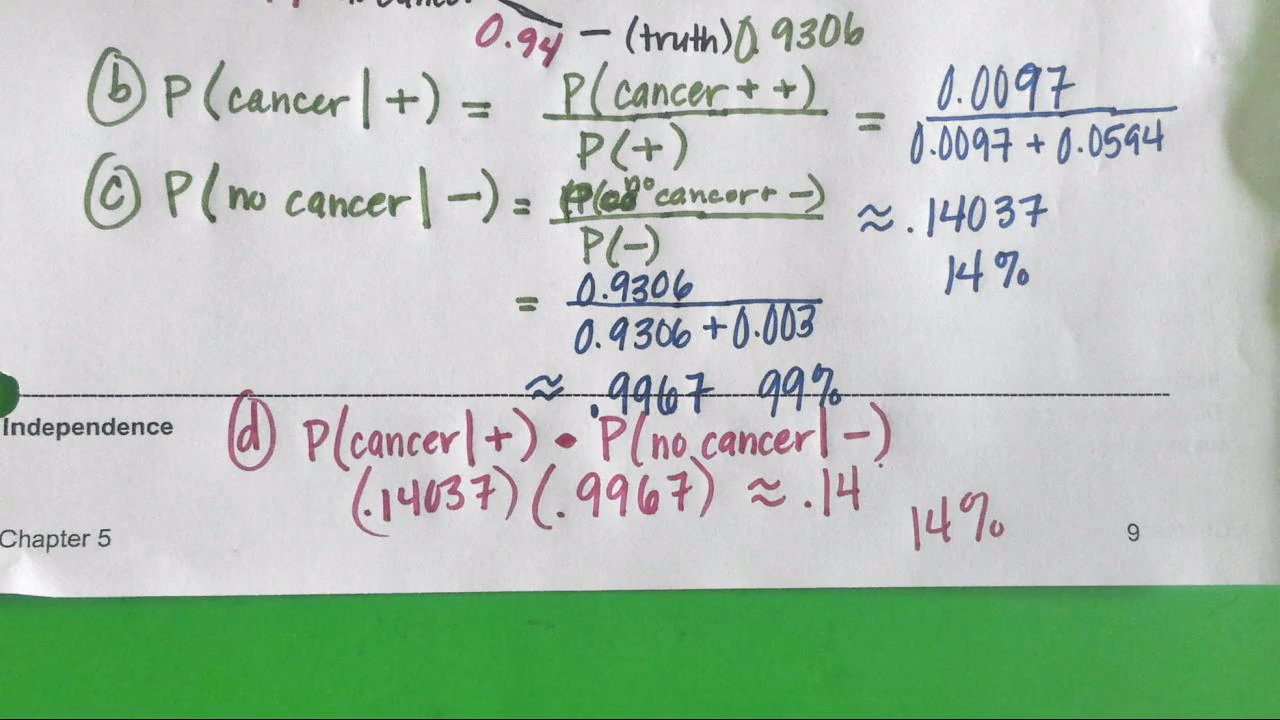 0.94 – (truth) 0.9306
ⓑ P(cancer | +) = P(cancer + +) / P(+) = 0.0097 / 0.0097 + 0.0594
≈ .14037
14%
ⓒ P(no cancer | −) = no cancer + −) / P(−)
= 0.9306 / 0.9306 + 0.003
≈ .9967 99%
Independence
ⓓ P(cancer | +) • P(no cancer | −)
(.14037)(.9967) ≈ .14
14%
Chapter 5
9